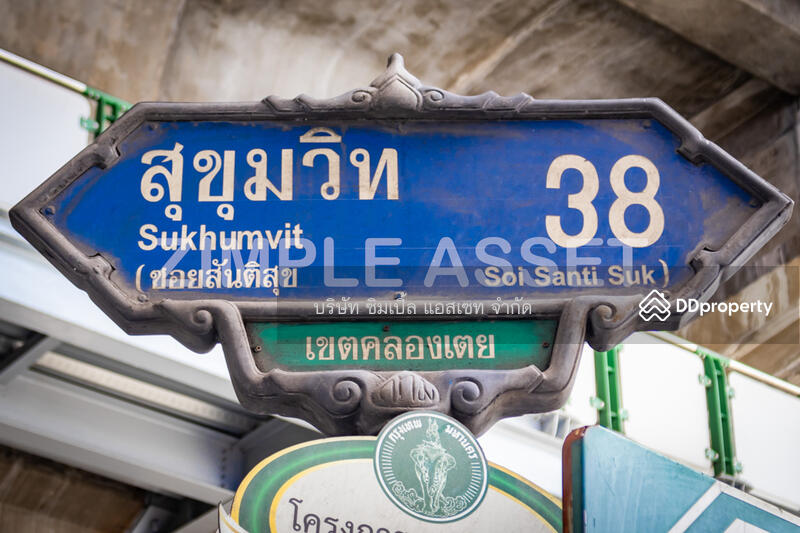 สุขุมวิท 38
Sukhumvit
ZIMPLE ASSET
(ซอยสันติสุข Soi Santi Suk)
บริษัท ซิมเปิ้ล แอสเซท จำกัด
DDproperty
เขตคลองเตย
กรุงเทพมหานคร